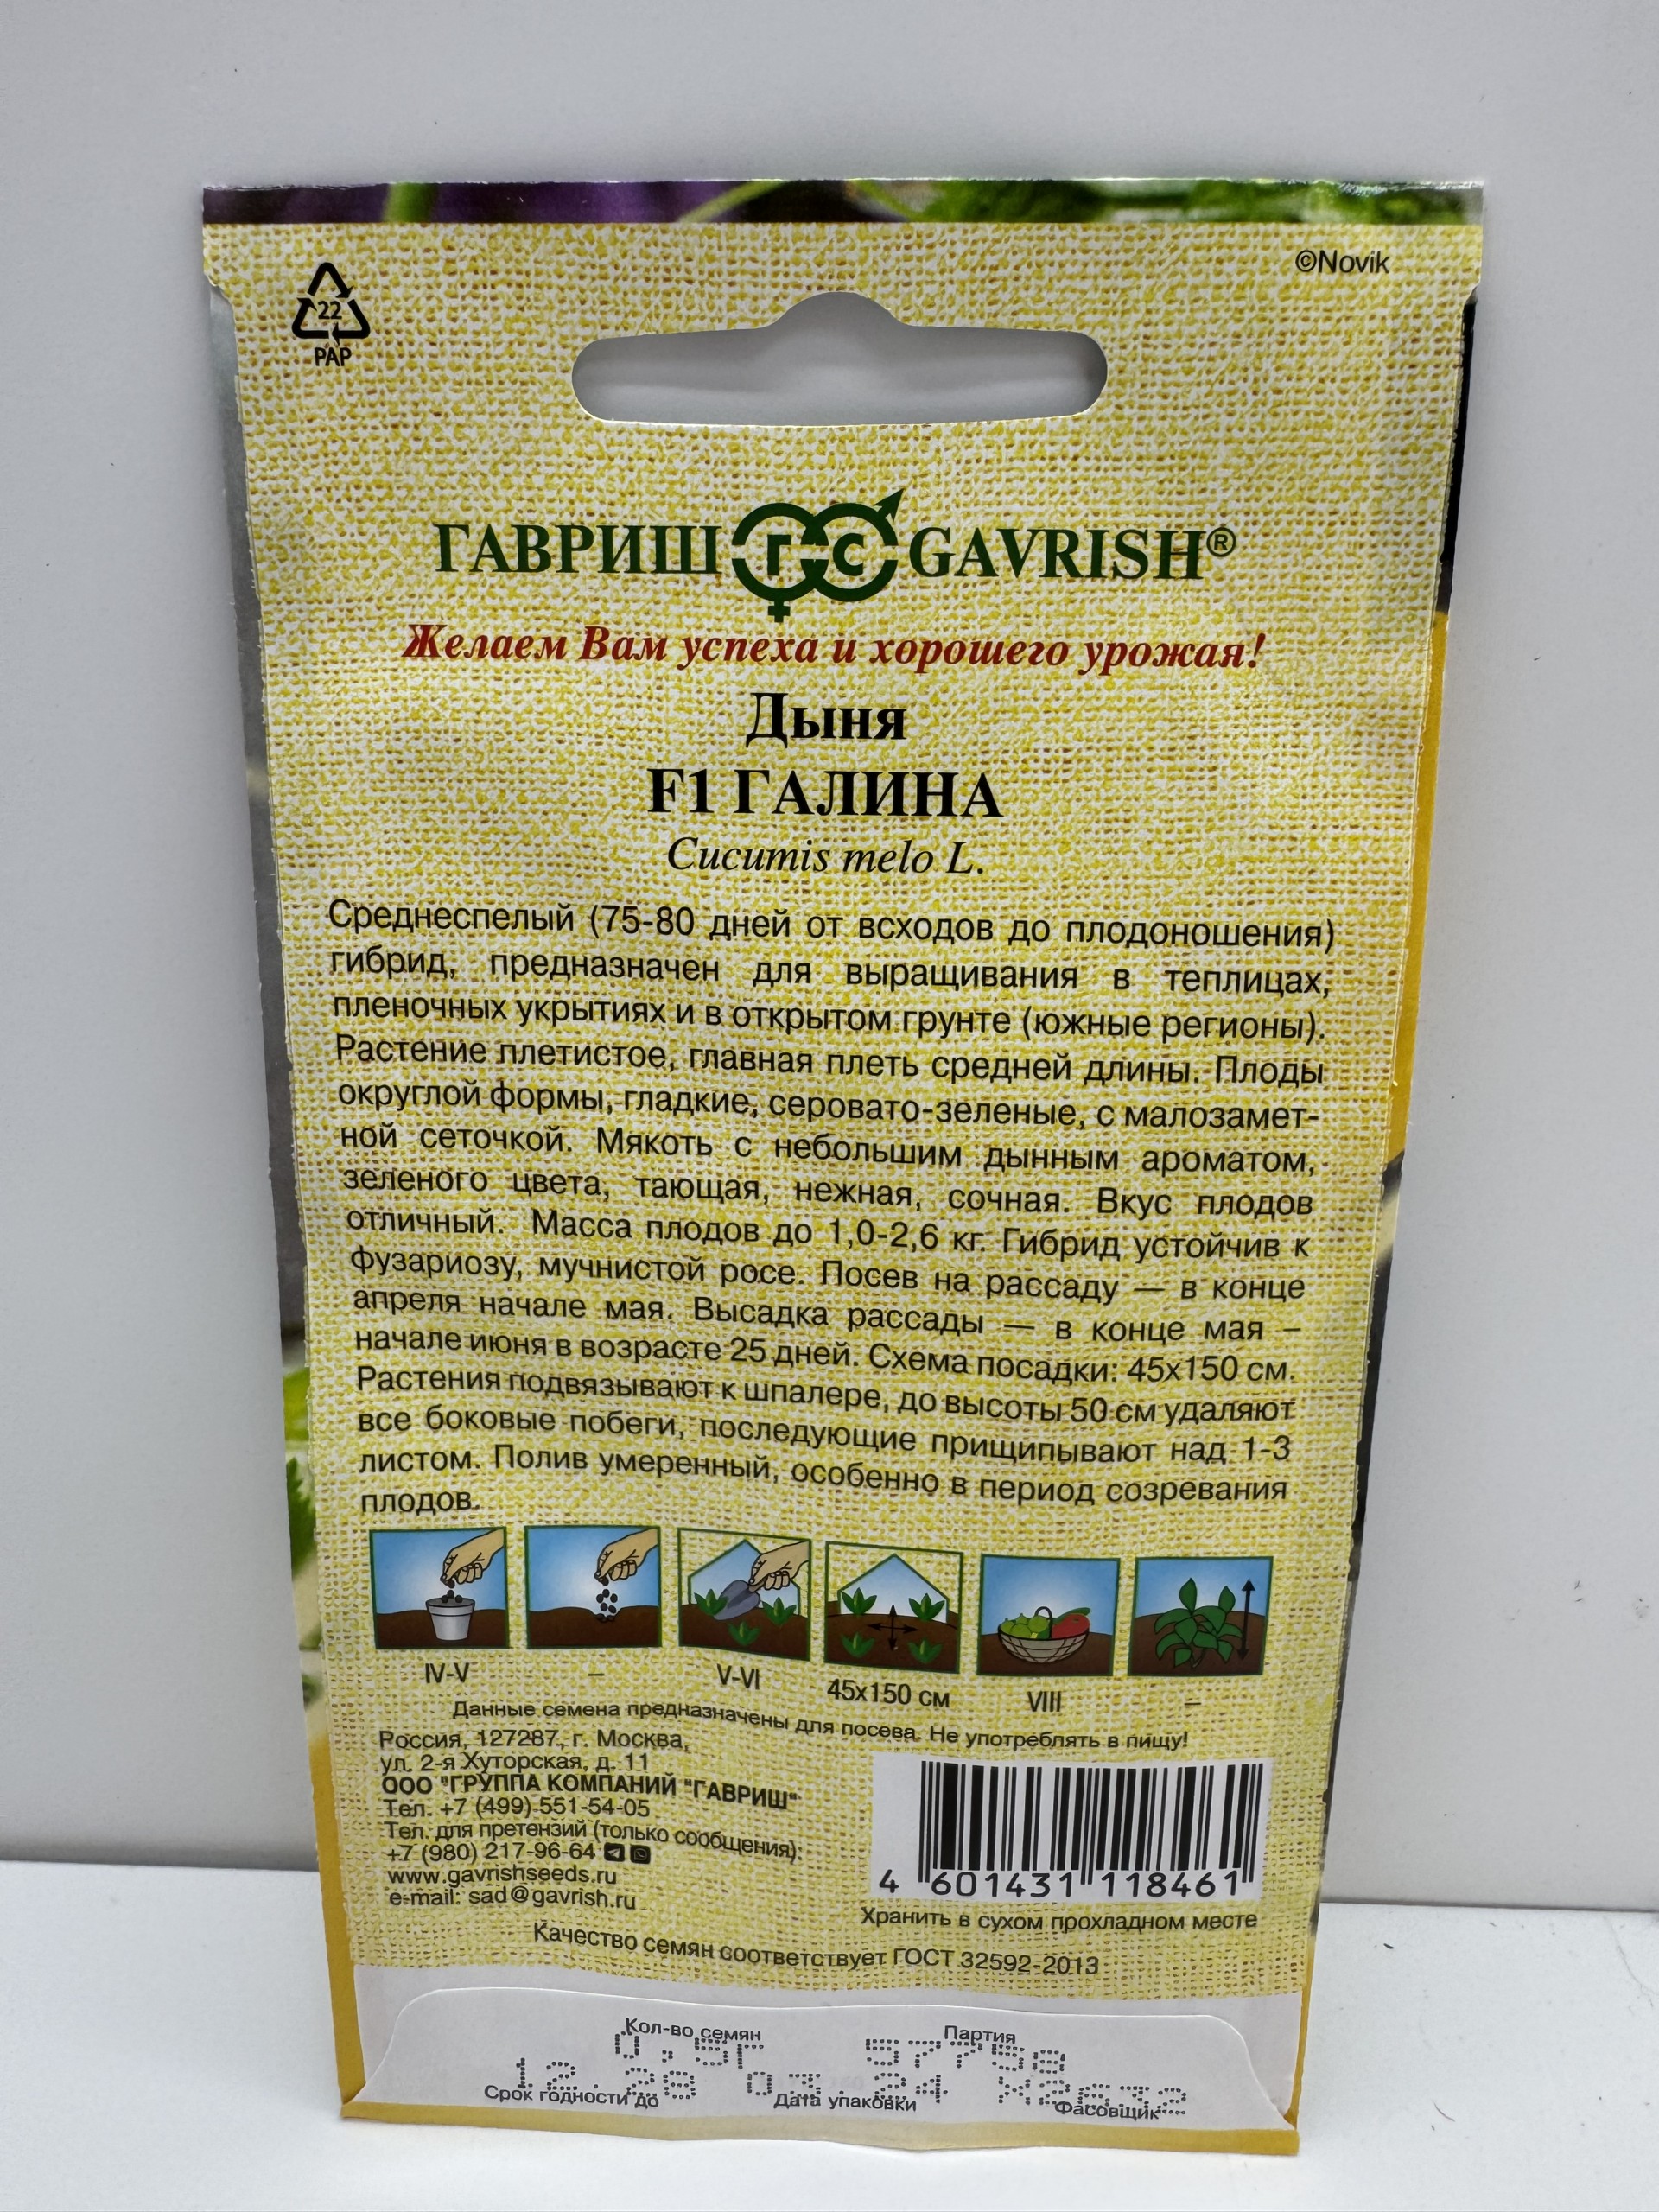 ©Novik
22
PAP
ГАВРИШ ГС GAVRISH®
Желаем Вам успеха и хорошего урожая!
Дыня
F1 ГАЛИНА
Cucumis melo L.
Среднеспелый (75-80 дней от всходов до плодоношения)
гибрид, предназначен для выращивания в теплицах,
пленочных укрытиях и в открытом грунте (южные регионы).
Растение плетистое, главная плеть средней длины. Плоды
округлой формы, гладкие, серовато-зеленые, с малозамет-
ной сеточкой. Мякоть с небольшим дынным ароматом,
зеленого цвета, тающая, нежная, сочная. Вкус плодов
отличный. Масса плодов до 1,0-2,6 кг. Гибрид устойчив к
фузариозу, мучнистой росе. Посев на рассаду — в конце
апреля начале мая. Высадка рассады — в конце мая –
начале июня в возрасте 25 дней. Схема посадки: 45х150 см.
Растения подвязывают к шпалере, до высоты 50 см удаляют
все боковые побеги, последующие прищипывают над 1-3
листом. Полив умеренный, особенно в период созревания
плодов.
IV-V – V-VI 45х150 см VIII –
Данные семена предназначены для посева. Не употреблять в пищу!
Россия, 127287, г. Москва,
ул. 2-я Хуторская, д. 11
ООО "ГРУППА КОМПАНИЙ "ГАВРИШ"
Тел. +7 (499) 551-54-05
Тел. для претензий (только сообщения):
+7 (980) 217-96-64
www.gavrishseeds.ru
e-mail: sad@gavrish.ru
4 601431 118461
Хранить в сухом прохладном месте
Качество семян соответствует ГОСТ 32592-2013
Кол-во семян Партия
0,5Г 57758
12.28 03 24 Х2632
Срок годности до Дата упаковки Фасовщик